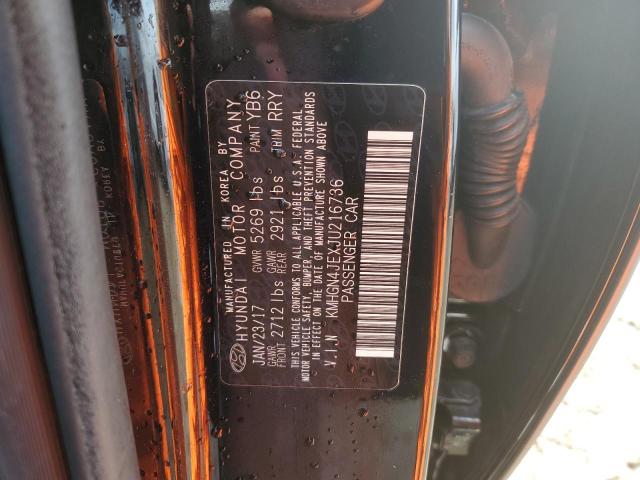 MANUFACTURED IN KOREA BY
HYUNDAI MOTOR COMPANY
JAN/23/17 GVWR 5269 lbs PAINT YB6
GAWR FRONT 2712 lbs GAWR REAR 2921 lbs TRIM RRY
THIS VEHICLE CONFORMS TO ALL APPLICABLE U.S.A. FEDERAL
MOTOR VEHICLE SAFETY, BUMPER, AND THEFT PREVENTION STANDARDS
IN EFFECT ON THE DATE OF MANUFACTURE SHOWN ABOVE
V.I.N KMHGN4JEXJU216736
PASSENGER CAR